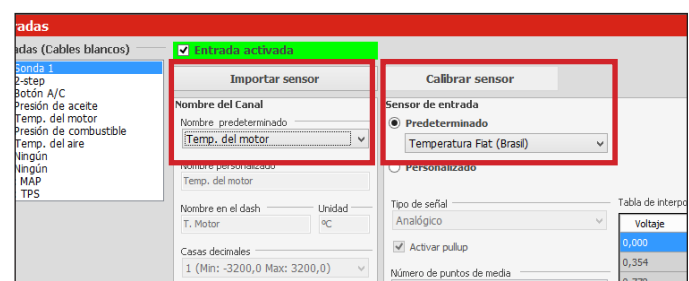 radas
adas (Cables blancos)
Sonda 1
2-step
Botón A/C
Presión de aceite
Temp. del motor
Presión de combustible
Temp. del aire
Ningún
Ningún
MAP
TPS
Entrada activada
Importar sensor
Nombre del Canal
Nombre predeterminado
Temp. del motor
Nombre personalizado
Temp. del motor
Nombre en el dash
Unidad
T. Motor
ºC
Casas decimales
1 (Min: -3200,0 Max: 3200,0)
Calibrar sensor
Sensor de entrada
Predeterminado
Temperatura Fiat (Brasil)
Personalizado
Tipo de señal
Analógico
Activar pullup
Número de puntos de media
Tabla de interpo
Voltaje
0,000
0,354